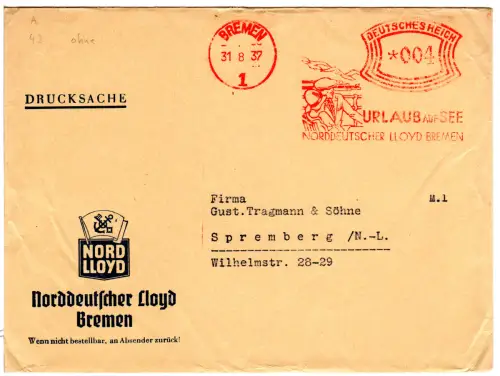 A.
42 ohne
BREMEN
31 8 37
1
DEUTSCHES REICH
*004
URLAUB AUF SEE
NORDDEUTSCHER LLOYD BREMEN
DRUCKSACHE
Firma M.1
Gust.Tragmann & Söhne
Spremberg /N.-L.
Wilhelmstr. 28-29
NORD
LLOYD
Norddeutscher Lloyd
Bremen
Wenn nicht bestellbar, an Absender zurück!